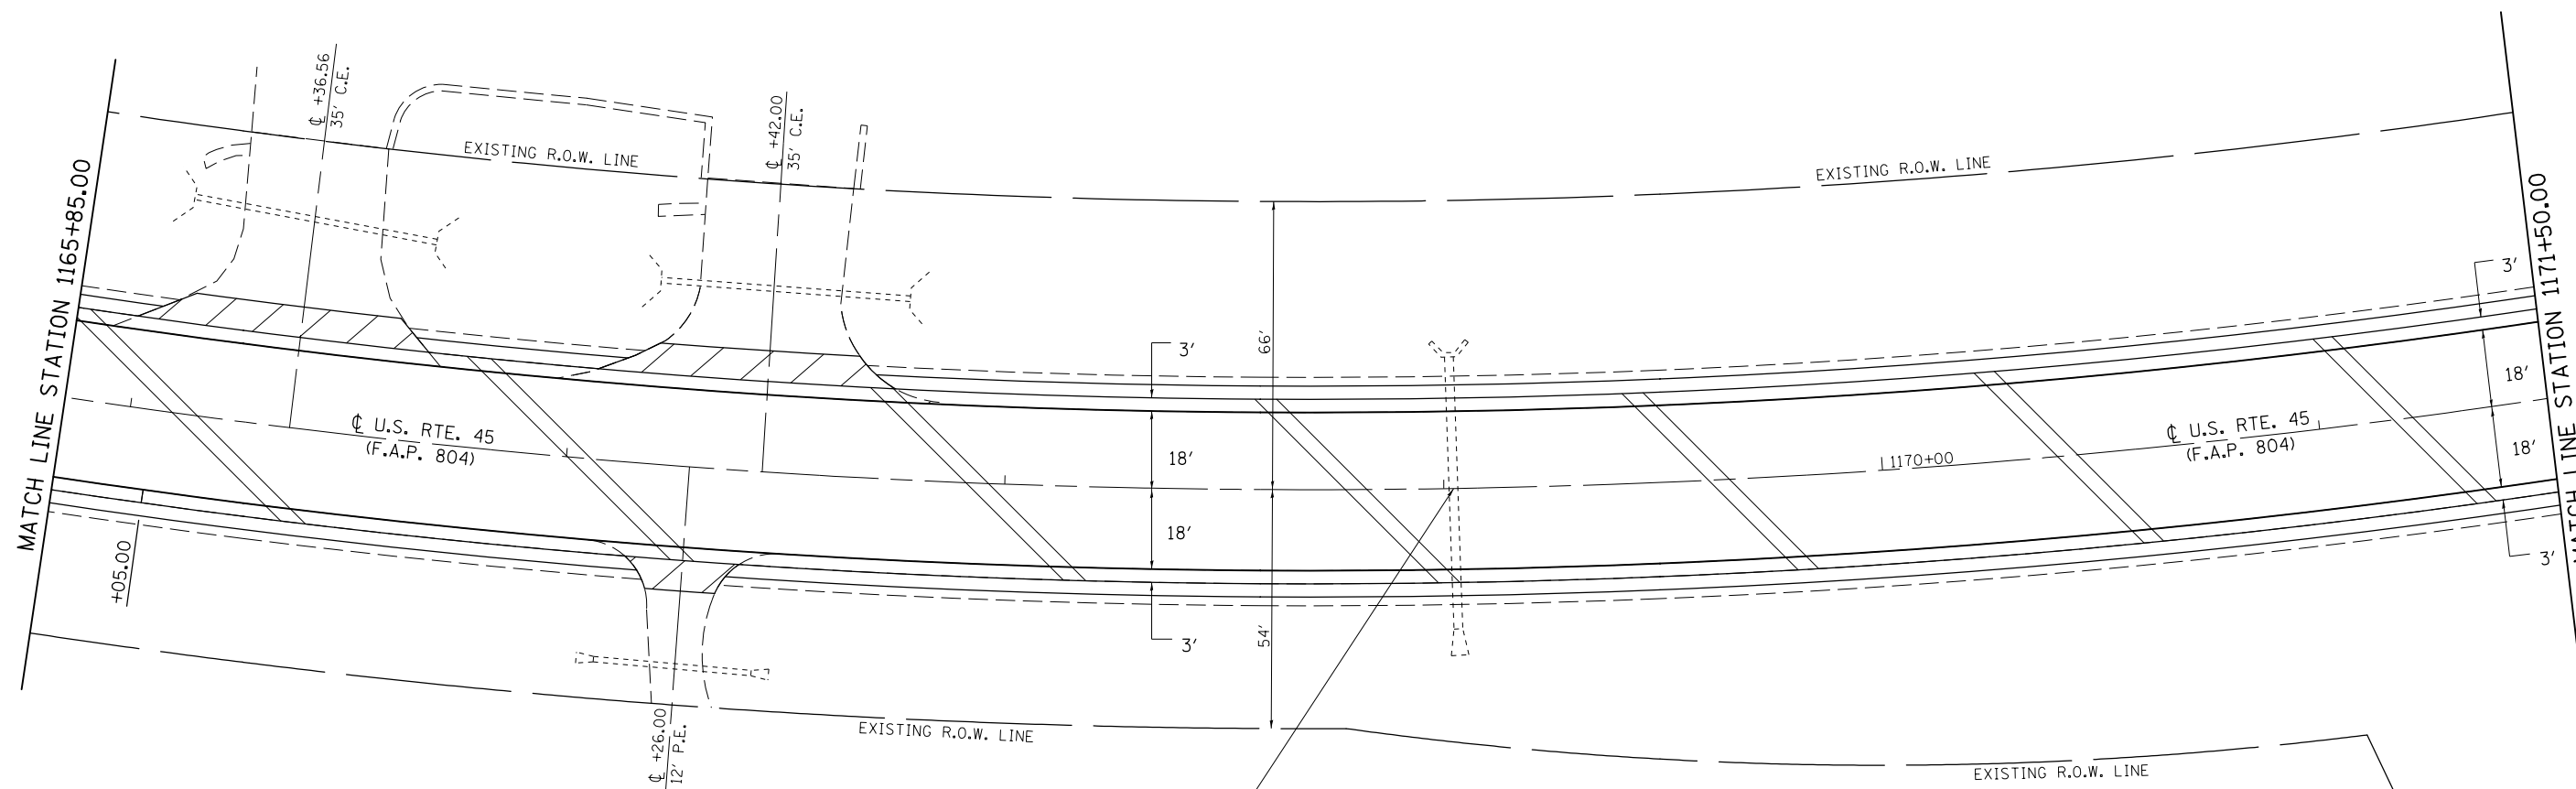 MATCH LINE STATION 1165+85.00
℄ +36.56
35' C.E.
EXISTING R.O.W. LINE
℄ +42.00
35' C.E.
EXISTING R.O.W. LINE
MATCH LINE STATION 1171+50.00
3'
66'
3'
18'
18'
℄ U.S. RTE. 45
(F.A.P. 804)
18'
18'
1170+00
℄ U.S. RTE. 45
(F.A.P. 804)
3'
+05.00
54'
3'
℄ +26.00
12' P.E.
EXISTING R.O.W. LINE
EXISTING R.O.W. LINE